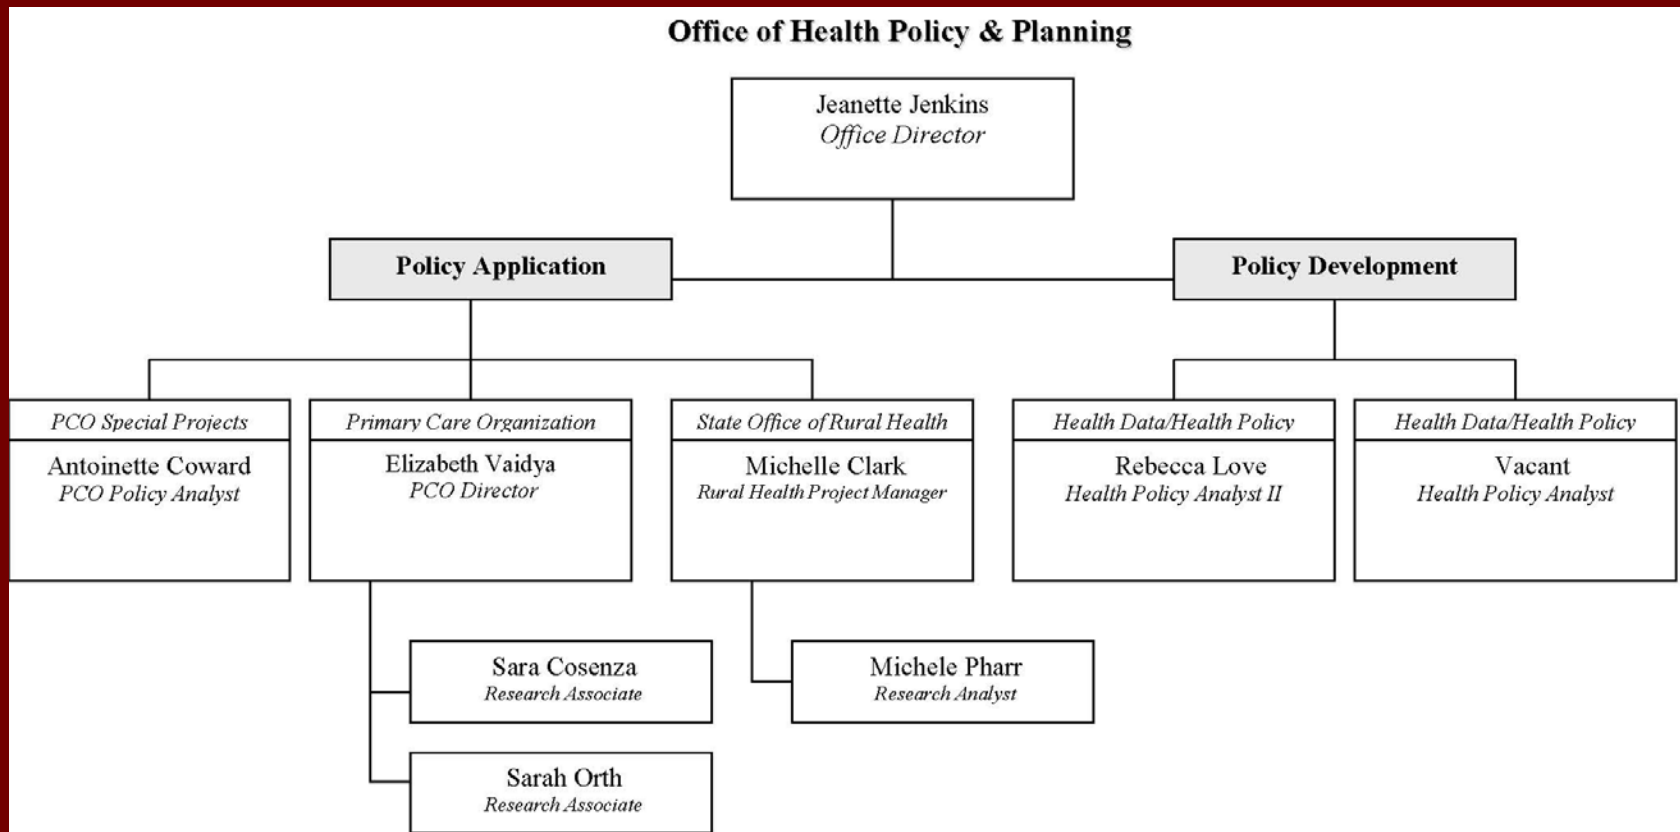 Office of Health Policy & Planning
Jeanette Jenkins
Office Director
Policy Application
Policy Development
PCO Special Projects
Antoinette Coward
PCO Policy Analyst
Primary Care Organization
Elizabeth Vaidya
PCO Director
State Office of Rural Health
Michelle Clark
Rural Health Project Manager
Health Data/Health Policy
Rebecca Love
Health Policy Analyst II
Health Data/Health Policy
Vacant
Health Policy Analyst
Sara Cosenza
Research Associate
Michele Pharr
Research Analyst
Sarah Orth
Research Associate